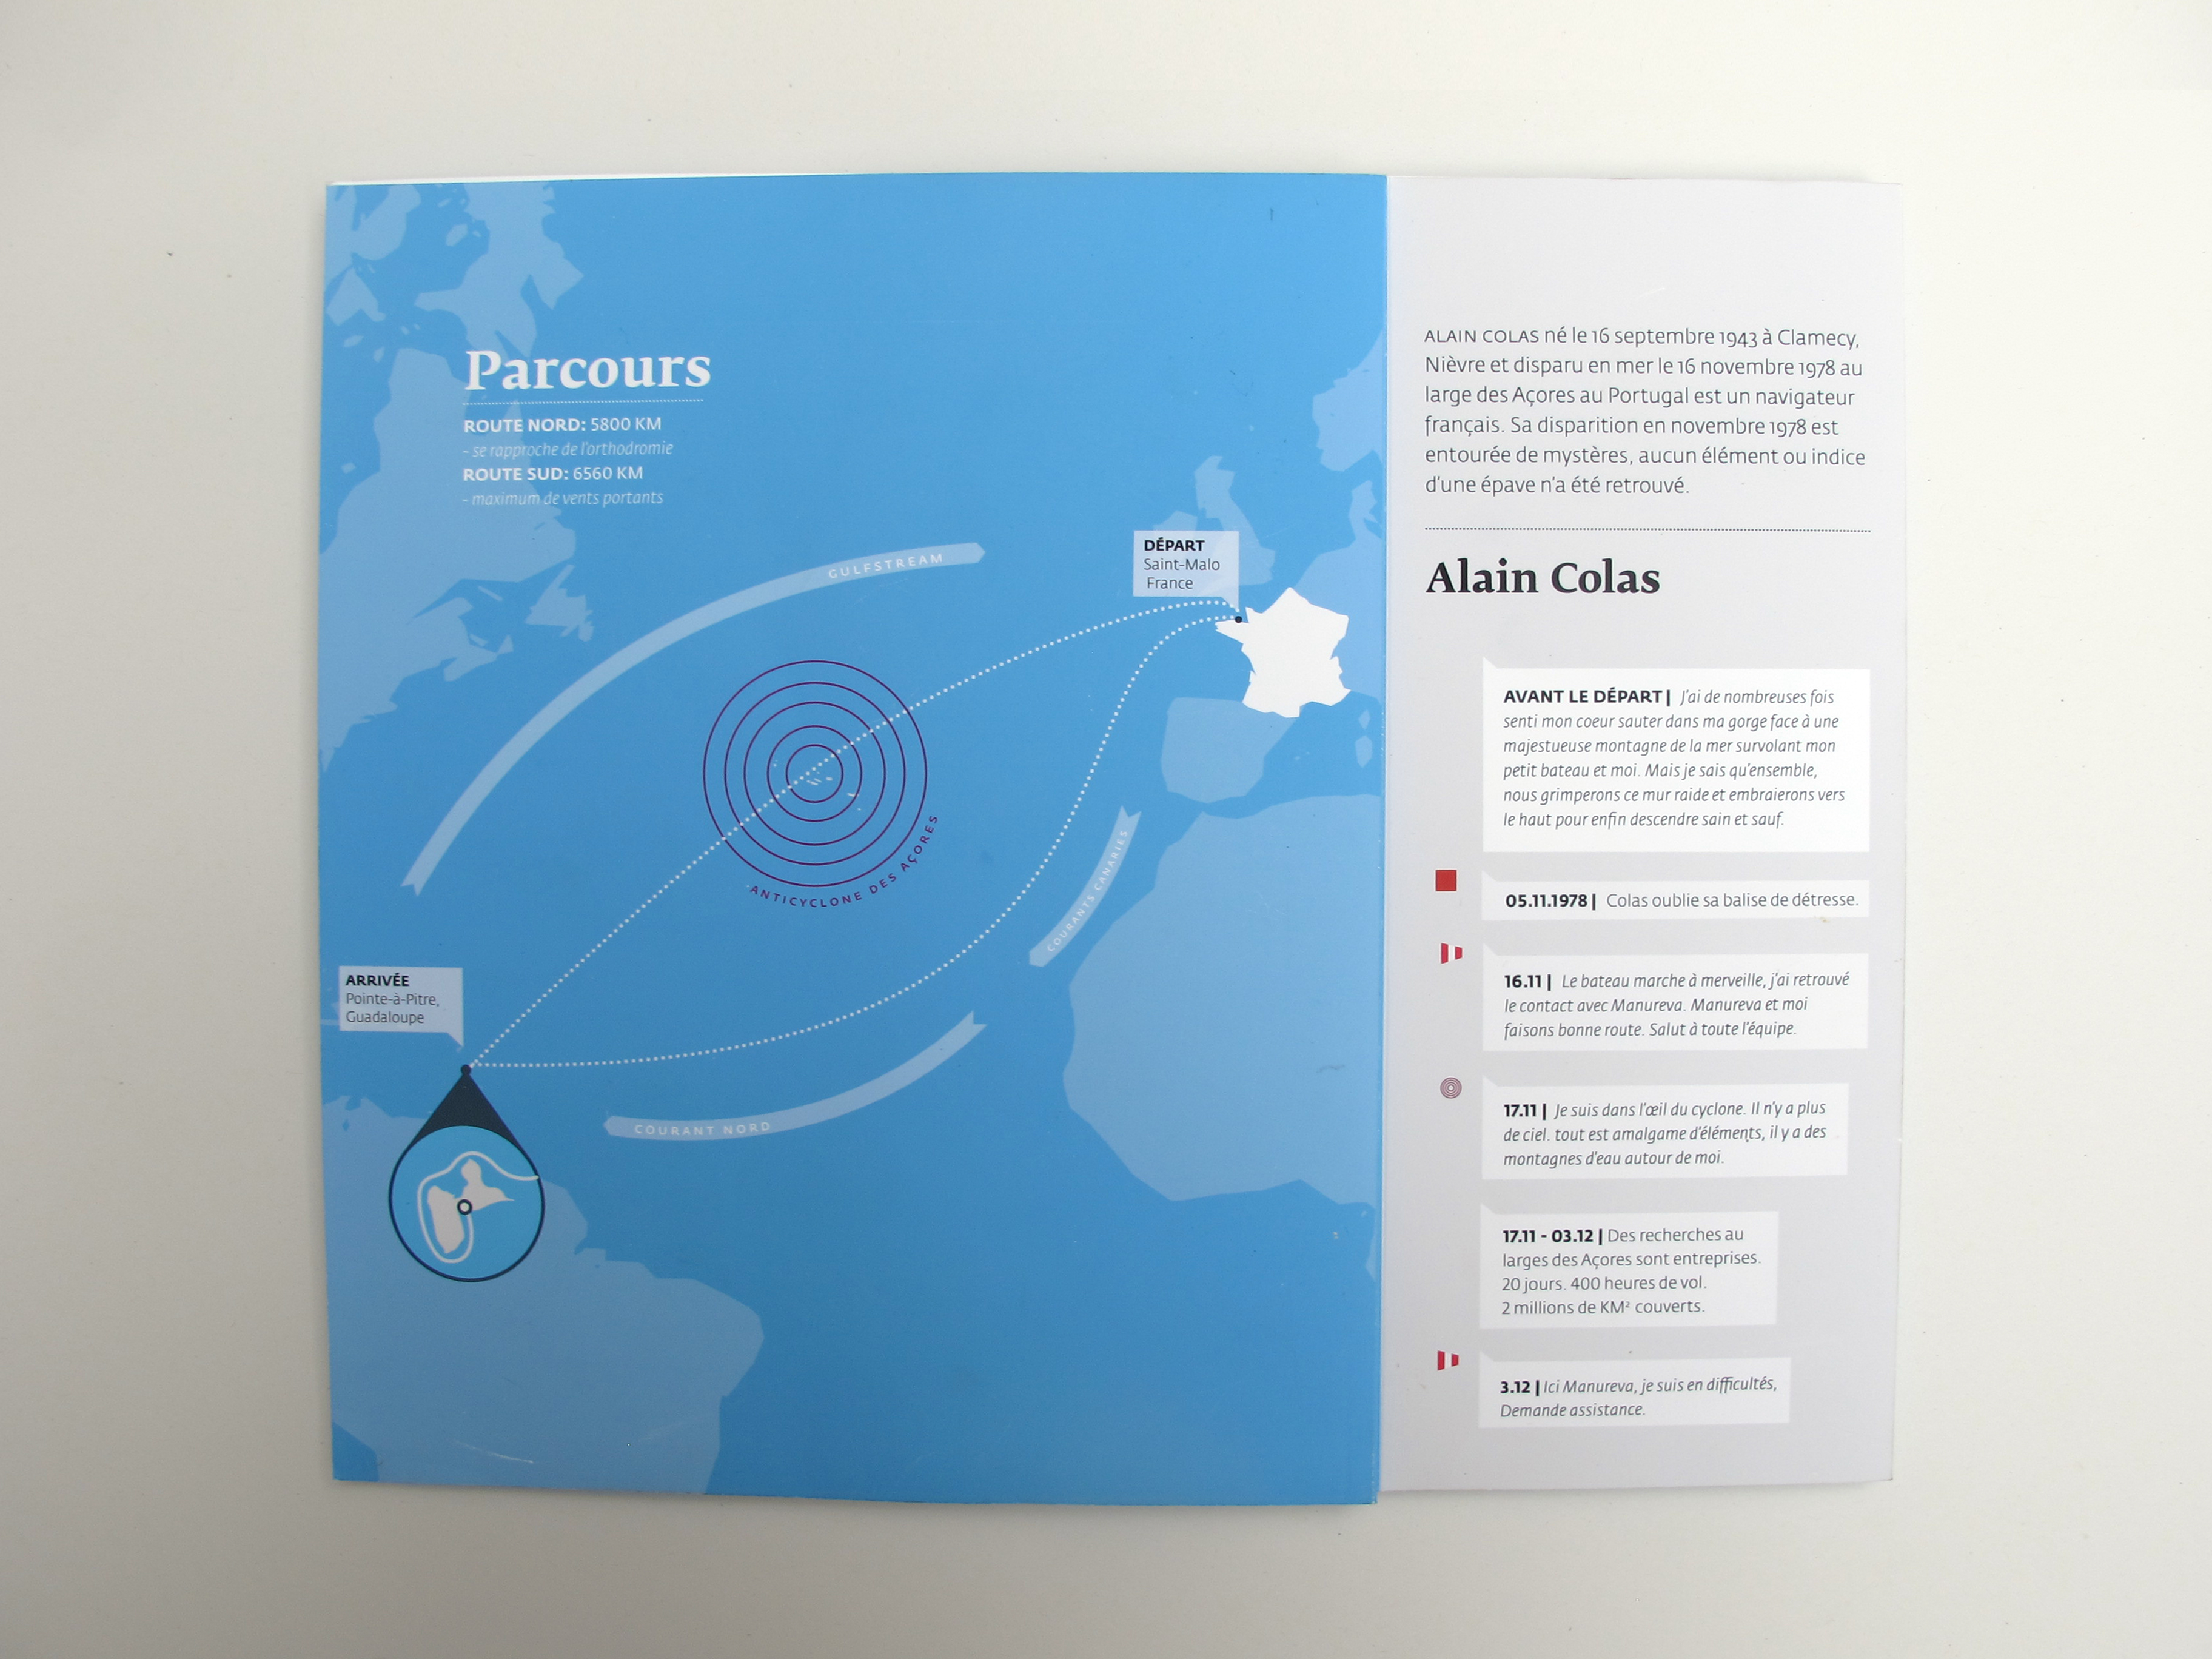 Parcours
ROUTE NORD: 5800 KM
- se rapproche de l'orthodromie
ROUTE SUD: 6560 KM
- maximum de vents portants
GULFSTREAM
DÉPART
Saint-Malo
France
ANTICYCLONE DES AÇORES
COURANTS CANARIES
ARRIVÉE
Pointe-à-Pitre,
Guadaloupe
COURANT NORD
ALAIN COLAS né le 16 septembre 1943 à Clamecy,
Nièvre et disparu en mer le 16 novembre 1978 au
large des Açores au Portugal est un navigateur
français. Sa disparition en novembre 1978 est
entourée de mystères, aucun élément ou indice
d'une épave n'a été retrouvé.
Alain Colas
AVANT LE DÉPART | J'ai de nombreuses fois
senti mon coeur sauter dans ma gorge face à une
majestueuse montagne de la mer survolant mon
petit bateau et moi. Mais je sais qu'ensemble,
nous grimperons ce mur raide et embraierons vers
le haut pour enfin descendre sain et sauf.
05.11.1978 | Colas oublie sa balise de détresse.
16.11 | Le bateau marche à merveille, j'ai retrouvé
le contact avec Manureva. Manureva et moi
faisons bonne route. Salut à toute l'équipe.
17.11 | Je suis dans l'œil du cyclone. Il n'y a plus
de ciel. tout est amalgame d'éléments, il y a des
montagnes d'eau autour de moi.
17.11 - 03.12 | Des recherches au
larges des Açores sont entreprises.
20 jours. 400 heures de vol.
2 millions de KM² couverts.
3.12 | Ici Manureva, je suis en difficultés,
Demande assistance.